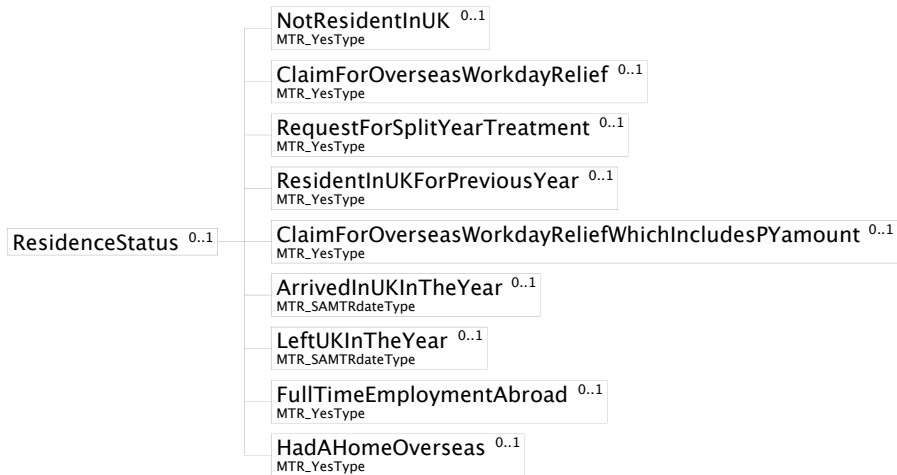 NotResidentInUK 0..1
MTR_YesType
ClaimForOverseasWorkdayRelief 0..1
MTR_YesType
RequestForSplitYearTreatment 0..1
MTR_YesType
ResidentInUKForPreviousYear 0..1
MTR_YesType
ResidenceStatus 0..1
ClaimForOverseasWorkdayReliefWhichIncludesPYamount 0..1
MTR_YesType
ArrivedInUKInTheYear 0..1
MTR_SAMTRdateType
LeftUKInTheYear 0..1
MTR_SAMTRdateType
FullTimeEmploymentAbroad 0..1
MTR_YesType
HadAHomeOverseas 0..1
MTR_YesType